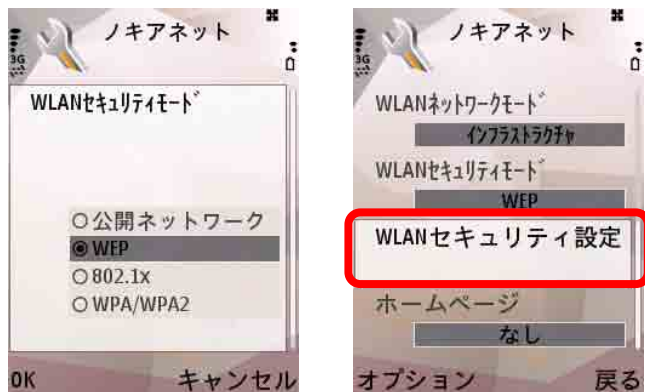 3G
ノキアネット
WLANｾｷｭﾘﾃｨﾓｰﾄﾞ
公開ネットワーク
WEP
802.1x
WPA/WPA2
OK
キャンセル
3G
ノキアネット
WLANﾈｯﾄﾜｰｸﾓｰﾄﾞ
ｲﾝﾌﾗｽﾄﾗｸﾁｬ
WLANｾｷｭﾘﾃｨﾓｰﾄﾞ
WEP
WLANセキュリティ設定
ホームページ
なし
オプション
戻る